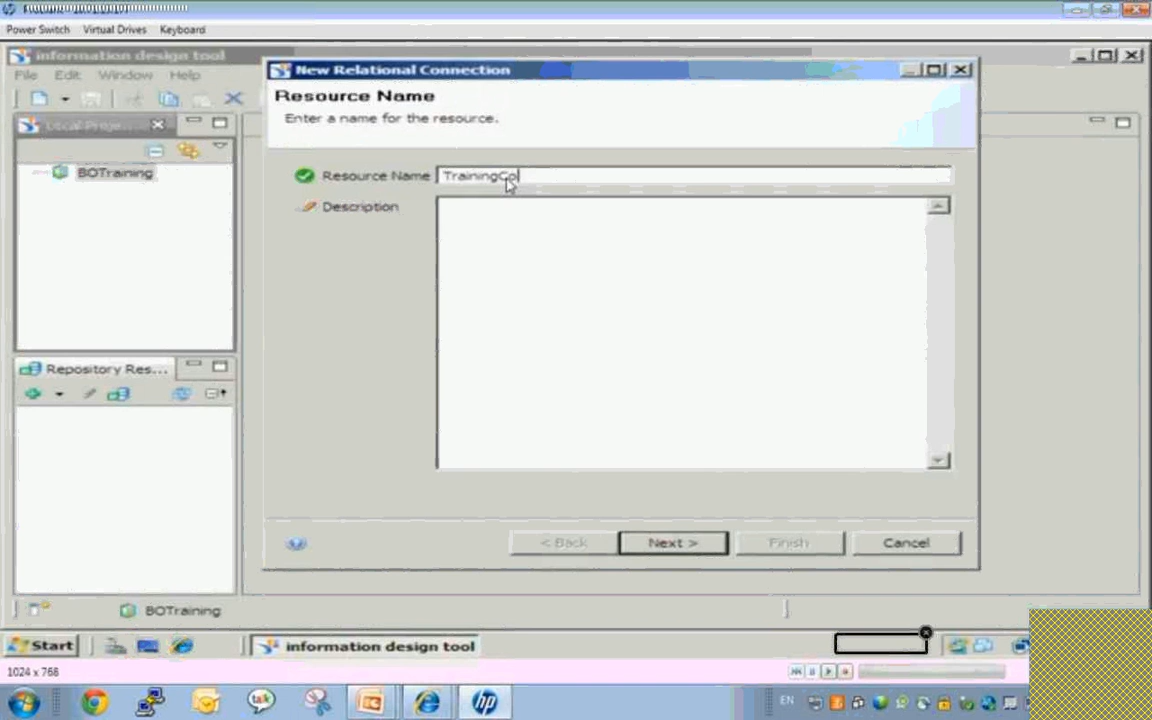 Power Switch Virtual Drives Keyboard
information design tool
File Edit Window Help
New Relational Connection
Resource Name
Enter a name for the resource.
BOTraining
Resource Name TrainingCo
Description
Repository Res...
< Back Next > Finish Cancel
BOTraining
Start information design tool
1024 x 768
EN